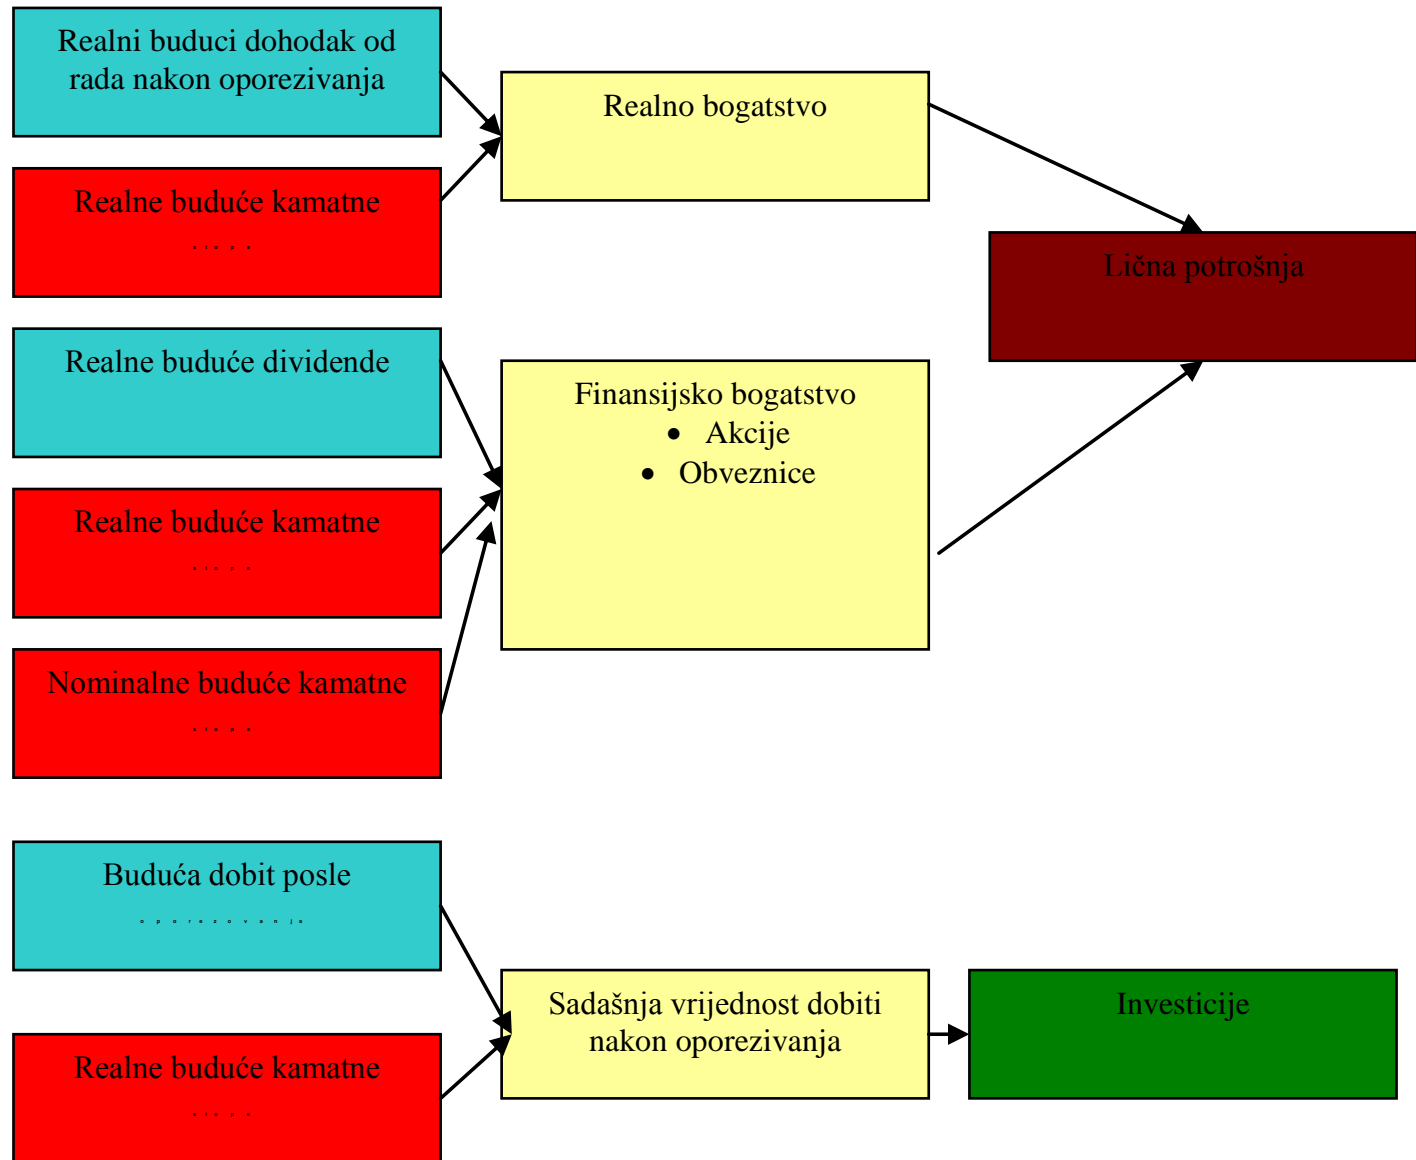 Realni buduci dohodak od
rada nakon oporezivanja
Realno bogatstvo
Realne buduće kamatne
Lična potrošnja
Realne buduće dividende
Finansijsko bogatstvo
• Akcije
• Obveznice
Realne buduće kamatne
Nominalne buduće kamatne
Buduća dobit posle
Sadašnja vrijednost dobiti
nakon oporezivanja
Investicije
Realne buduće kamatne